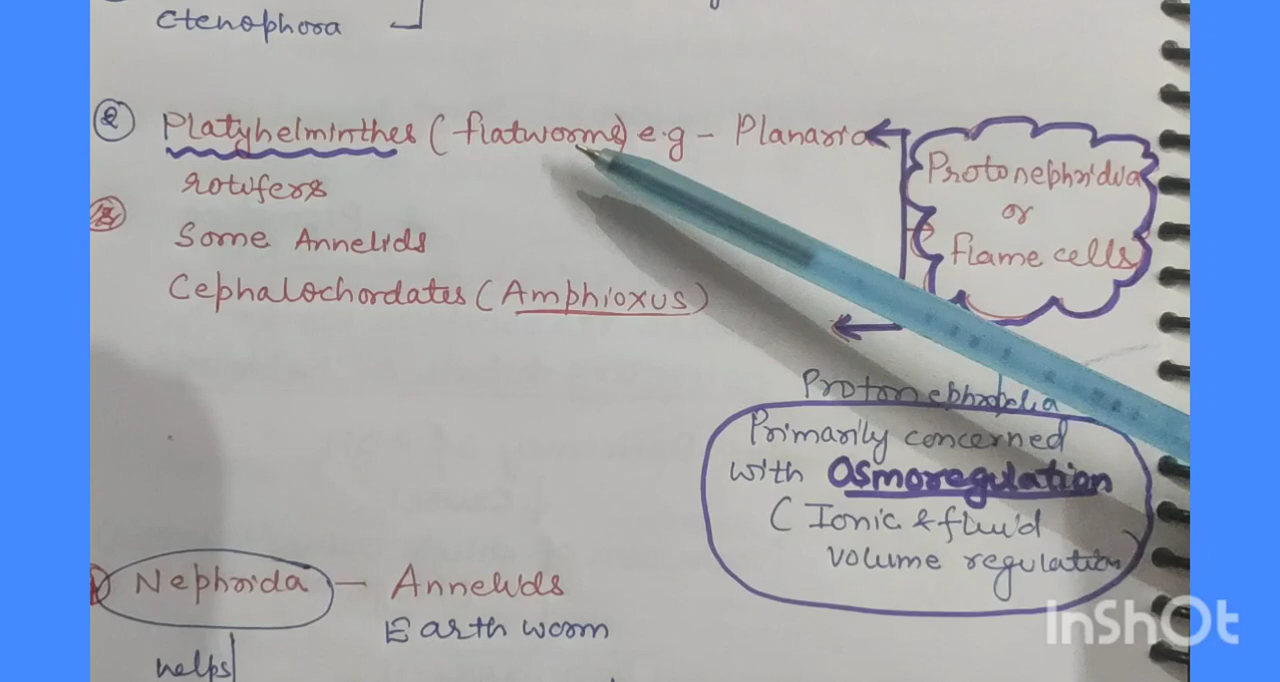 Ctenophora
② Platyhelminthes (flatworms) e.g - Planaria
rotifers
Some Annelids
Cephalochordates (Amphioxus)
Protonephridia
or
flame cells
Protonephridia
Primarily concerned
with Osmoregulation
( Ionic & fluid
volume regulation
Nephrida - Annelids
Earth worm
helps
InShOt